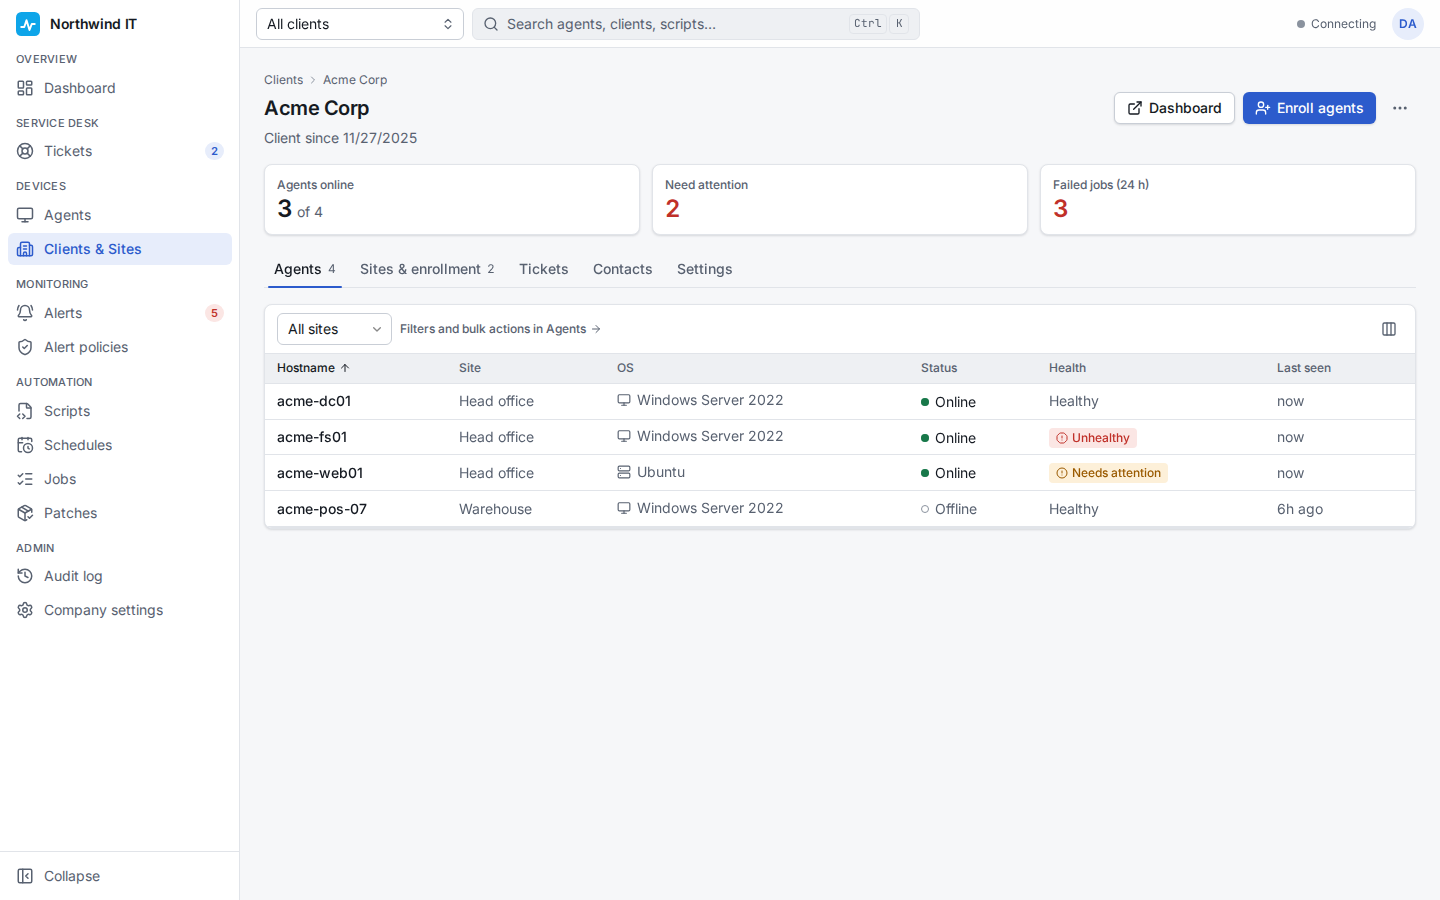 Northwind IT
OVERVIEW
Dashboard
SERVICE DESK
Tickets 2
DEVICES
Agents
Clients & Sites
MONITORING
Alerts 5
Alert policies
AUTOMATION
Scripts
Schedules
Jobs
Patches
ADMIN
Audit log
Company settings
Collapse
All clients
Search agents, clients, scripts... Ctrl K
Connecting DA
Clients Acme Corp
Acme Corp
Client since 11/27/2025
Dashboard Enroll agents
Agents online
3 of 4
Need attention
2
Failed jobs (24 h)
3
Agents 4 Sites & enrollment 2 Tickets Contacts Settings
All sites Filters and bulk actions in Agents →
Hostname ↑ Site OS Status Health Last seen
acme-dc01 Head office Windows Server 2022 Online Healthy now
acme-fs01 Head office Windows Server 2022 Online Unhealthy now
acme-web01 Head office Ubuntu Online Needs attention now
acme-pos-07 Warehouse Windows Server 2022 Offline Healthy 6h ago